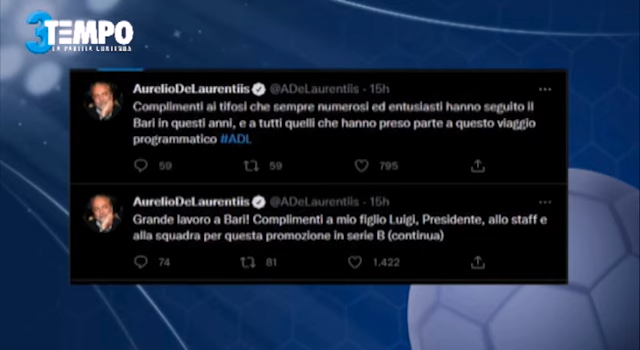 3TEMPO
LA PARTITA CONTINUA
AurelioDeLaurentiis @ADeLaurentiis · 15h
Complimenti ai tifosi che sempre numerosi ed entusiasti hanno seguito il
Bari in questi anni, e a tutti quelli che hanno preso parte a questo viaggio
programmatico #ADL
59 59 795
AurelioDeLaurentiis @ADeLaurentiis · 15h
Grande lavoro a Bari! Complimenti a mio figlio Luigi, Presidente, allo staff e
alla squadra per questa promozione in serie B (continua)
74 81 1.422